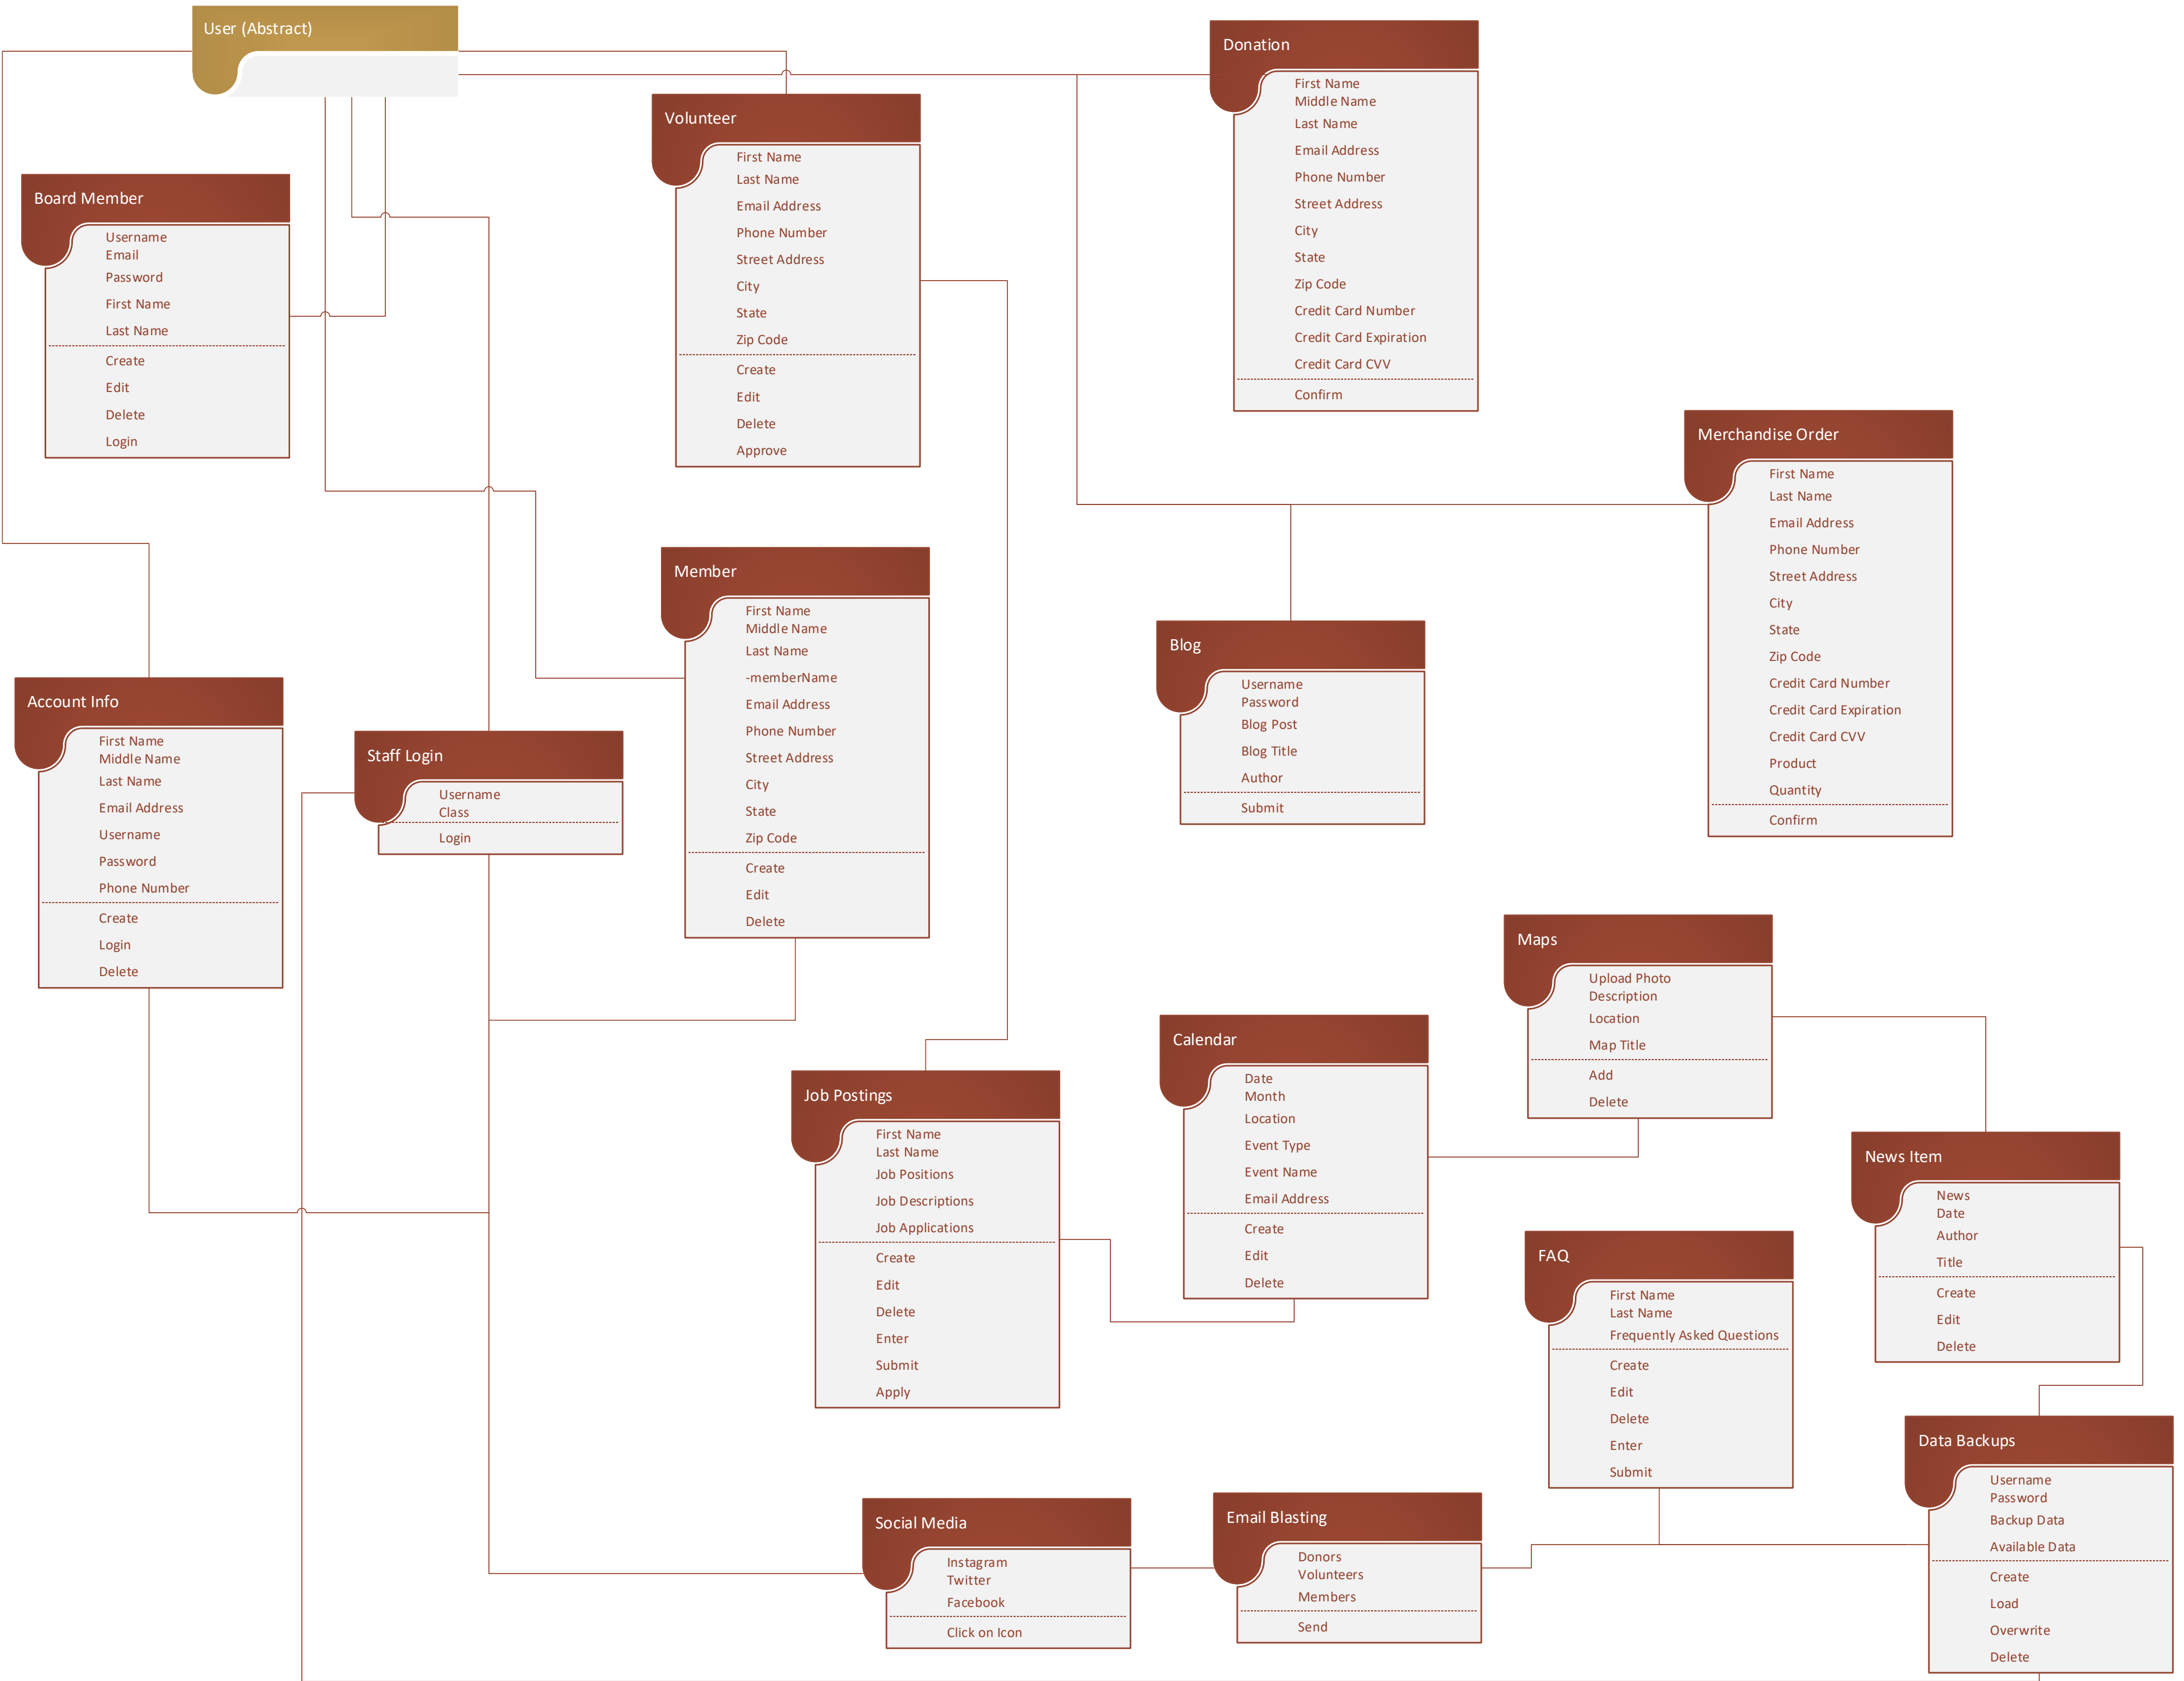 User (Abstract)
Donation
First Name
Middle Name
Last Name
Email Address
Phone Number
Street Address
City
State
Zip Code
Credit Card Number
Credit Card Expiration
Credit Card CVV
Confirm
Volunteer
First Name
Last Name
Email Address
Phone Number
Street Address
City
State
Zip Code
Create
Edit
Delete
Approve
Board Member
Username
Email
Password
First Name
Last Name
Create
Edit
Delete
Login
Merchandise Order
First Name
Last Name
Email Address
Phone Number
Street Address
City
State
Zip Code
Credit Card Number
Credit Card Expiration
Credit Card CVV
Product
Quantity
Confirm
Member
First Name
Middle Name
Last Name
-memberName
Email Address
Phone Number
Street Address
City
State
Zip Code
Create
Edit
Delete
Blog
Username
Password
Blog Post
Blog Title
Author
Submit
Account Info
First Name
Middle Name
Last Name
Email Address
Username
Password
Phone Number
Create
Login
Delete
Staff Login
Username
Class
Login
Maps
Upload Photo
Description
Location
Map Title
Add
Delete
Calendar
Date
Month
Location
Event Type
Event Name
Email Address
Create
Edit
Delete
Job Postings
First Name
Last Name
Job Positions
Job Descriptions
Job Applications
Create
Edit
Delete
Enter
Submit
Apply
News Item
News
Date
Author
Title
Create
Edit
Delete
FAQ
First Name
Last Name
Frequently Asked Questions
Create
Edit
Delete
Enter
Submit
Data Backups
Username
Password
Backup Data
Available Data
Create
Load
Overwrite
Delete
Social Media
Instagram
Twitter
Facebook
Click on Icon
Email Blasting
Donors
Volunteers
Members
Send